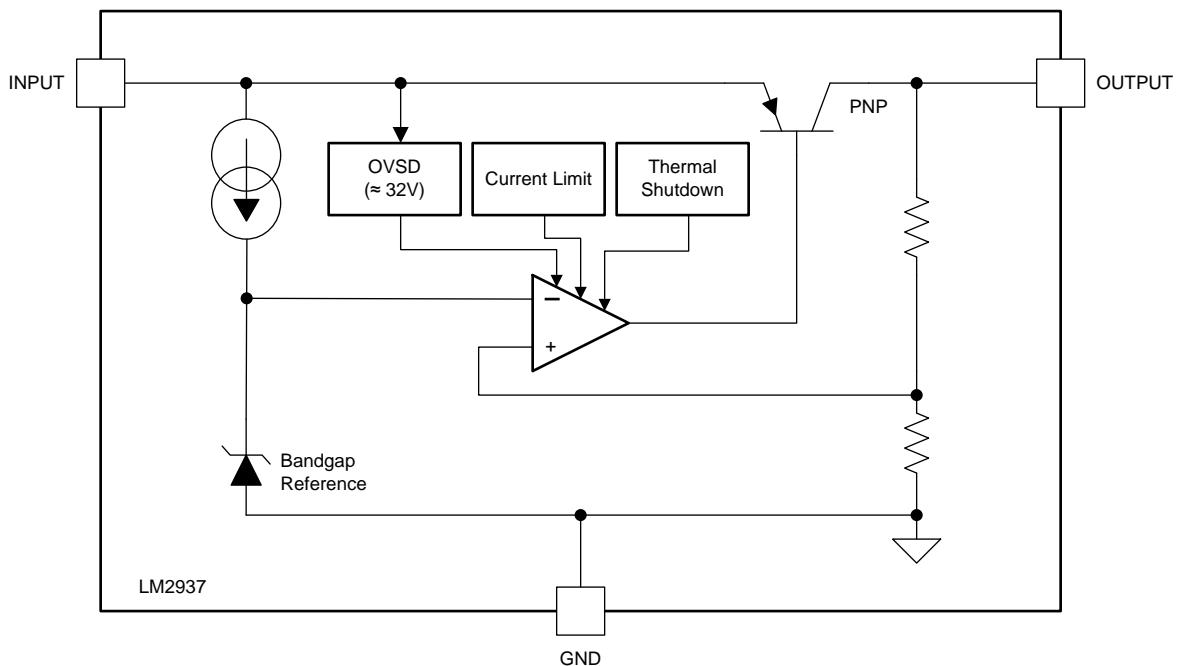 INPUT
OUTPUT
PNP
OVSD
(≈ 32V)
Current Limit
Thermal
Shutdown
−
+
Bandgap
Reference
LM2937
GND